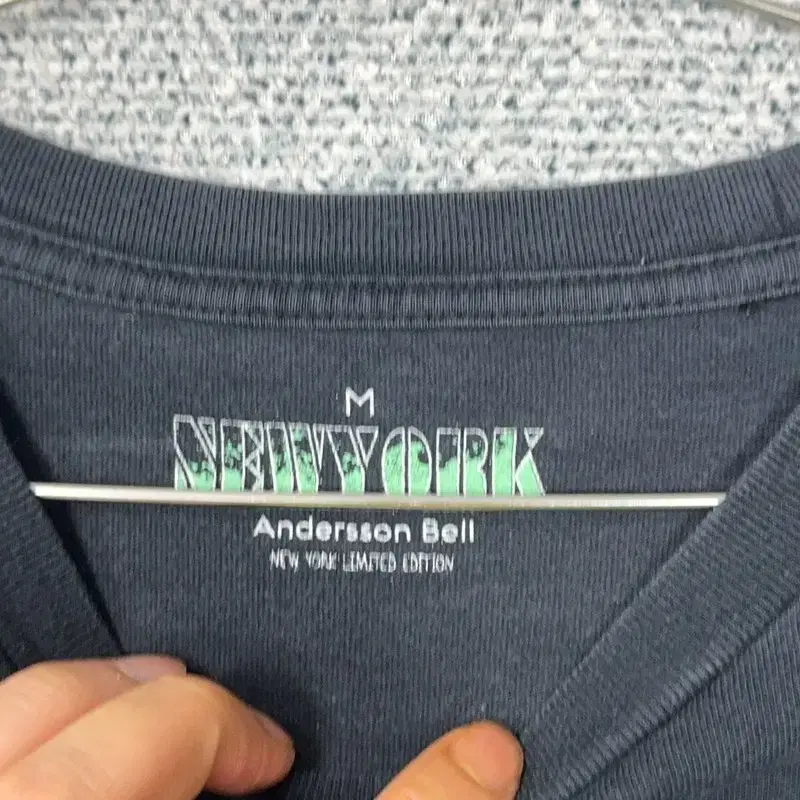 M
NEWYORK
Andersson Bell
NEW YORK LIMITED EDITION